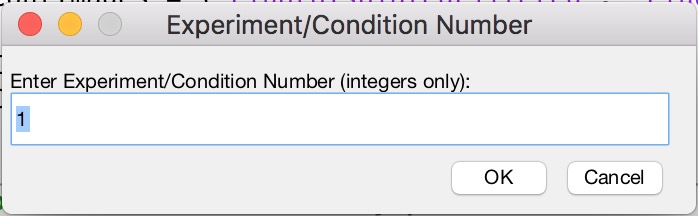 Experiment/Condition Number
Enter Experiment/Condition Number (integers only):
1
OK Cancel